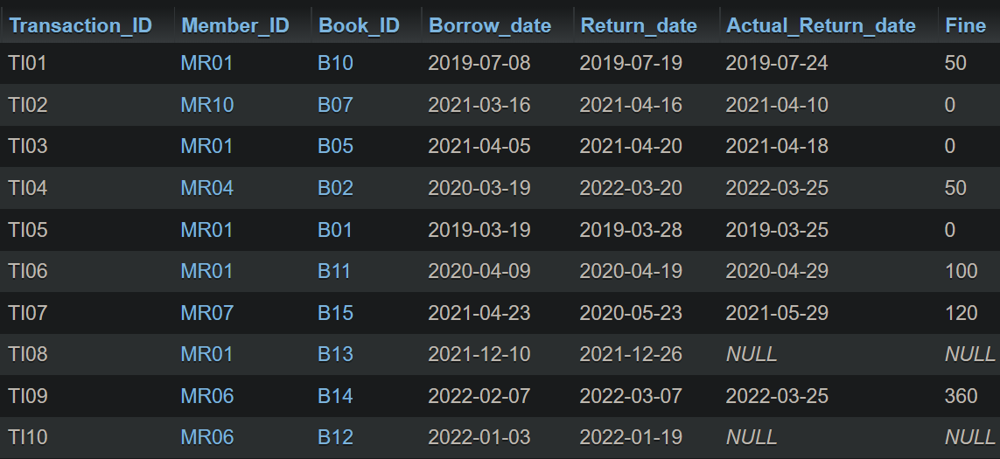 Transaction_ID Member_ID Book_ID Borrow_date Return_date Actual_Return_date Fine
TI01 MR01 B10 2019-07-08 2019-07-19 2019-07-24 50
TI02 MR10 B07 2021-03-16 2021-04-16 2021-04-10 0
TI03 MR01 B05 2021-04-05 2021-04-20 2021-04-18 0
TI04 MR04 B02 2020-03-19 2022-03-20 2022-03-25 50
TI05 MR01 B01 2019-03-19 2019-03-28 2019-03-25 0
TI06 MR01 B11 2020-04-09 2020-04-19 2020-04-29 100
TI07 MR07 B15 2021-04-23 2020-05-23 2021-05-29 120
TI08 MR01 B13 2021-12-10 2021-12-26 NULL NULL
TI09 MR06 B14 2022-02-07 2022-03-07 2022-03-25 360
TI10 MR06 B12 2022-01-03 2022-01-19 NULL NULL